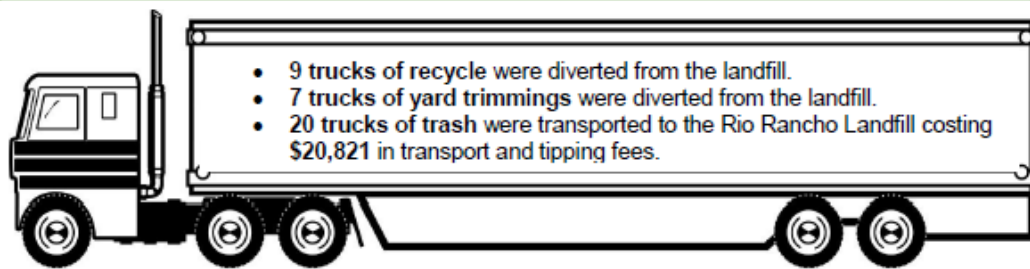 • 9 trucks of recycle were diverted from the landfill.
• 7 trucks of yard trimmings were diverted from the landfill.
• 20 trucks of trash were transported to the Rio Rancho Landfill costing
$20,821 in transport and tipping fees.